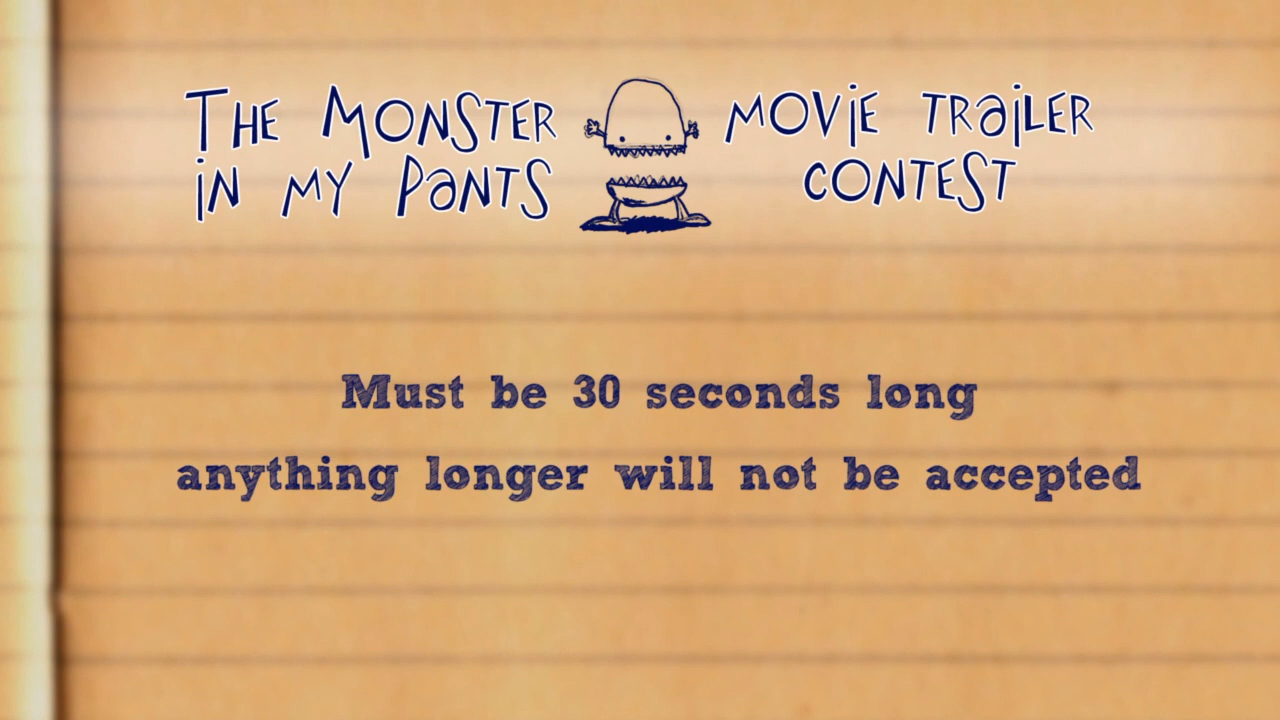 THE MONSTER
iN MY PaNTS
MOViE TRaiLER
CONTEST
Must be 30 seconds long
anything longer will not be accepted